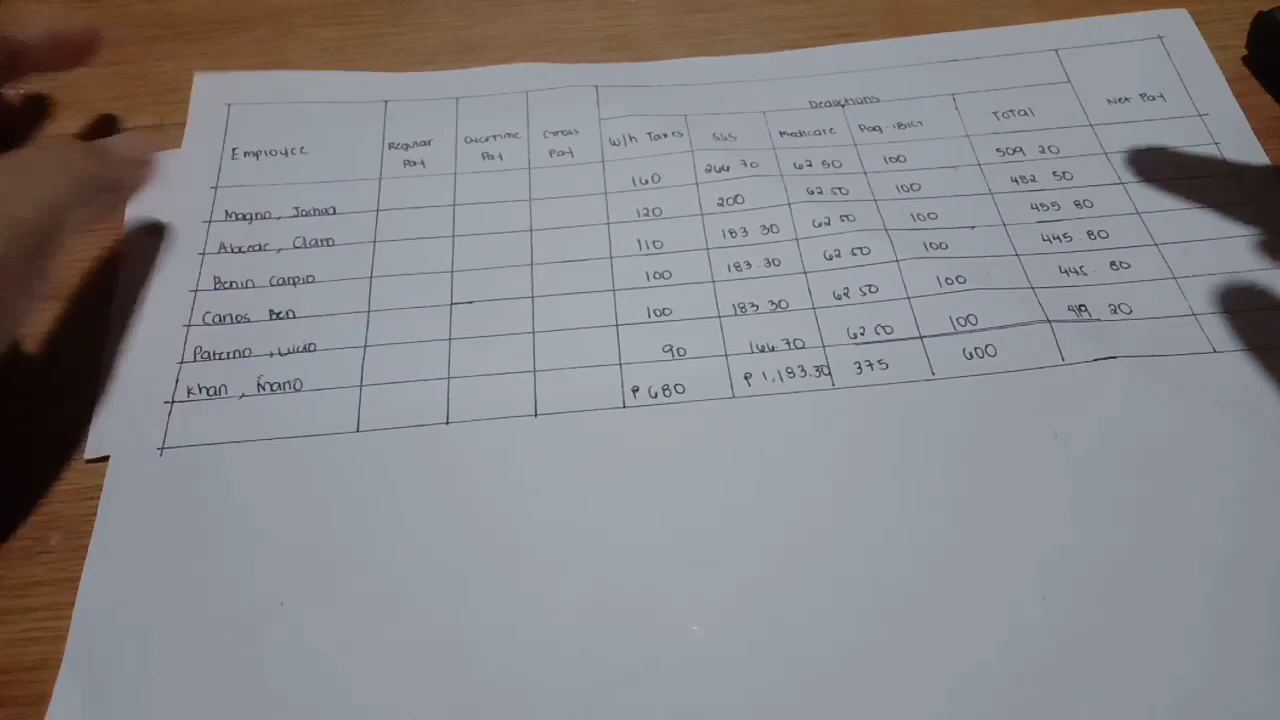 Deductions
Employee Regular Pay Overtime Pay Gross Pay W/h Taxes SSS Medicare Pag-IBIG TOTAL Net Pay
Magno, Joshua 160 266 70 62 50 100 509 20
Claro 120 200 62 50 100 482 50
Benin Carpio 110 183 30 62 50 100 455 80
Carlos Ben 100 183.30 62 50 100 445.80
Paterno, Lucio 100 183.30 62 50 100 445.80
Khan, Mano 90 166.70 62 50 100 419 20
₱ 680 ₱ 1,183.30 375 600